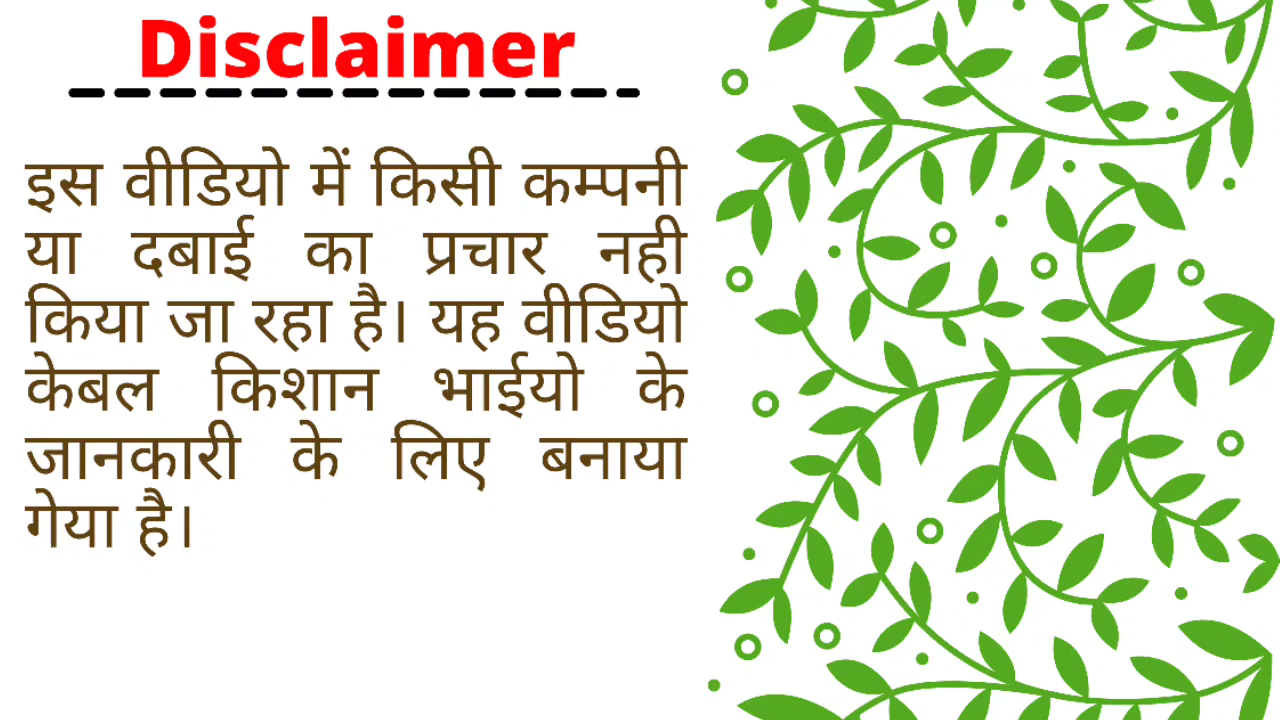 Disclaimer
इस वीडियो में किसी कम्पनी
या दबाई का प्रचार नही
किया जा रहा है। यह वीडियो
केबल किशान भाईयो के
जानकारी के लिए बनाया
गेया है।